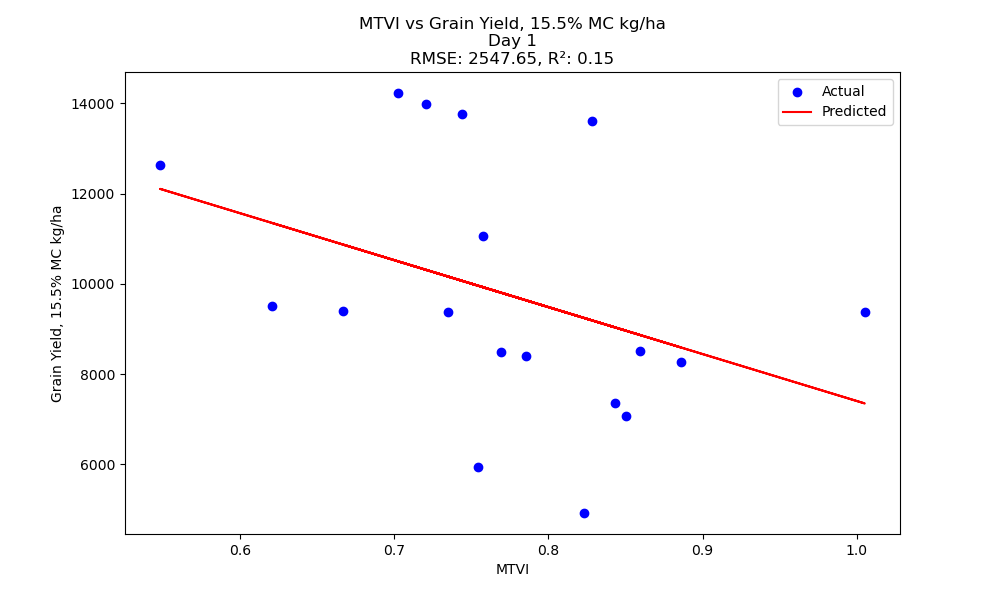 MTVI vs Grain Yield, 15.5% MC kg/ha
Day 1
RMSE: 2547.65, R²: 0.15
Actual
Predicted
Grain Yield, 15.5% MC kg/ha
14000
12000
10000
8000
6000
0.6
0.7
0.8
0.9
1.0
MTVI